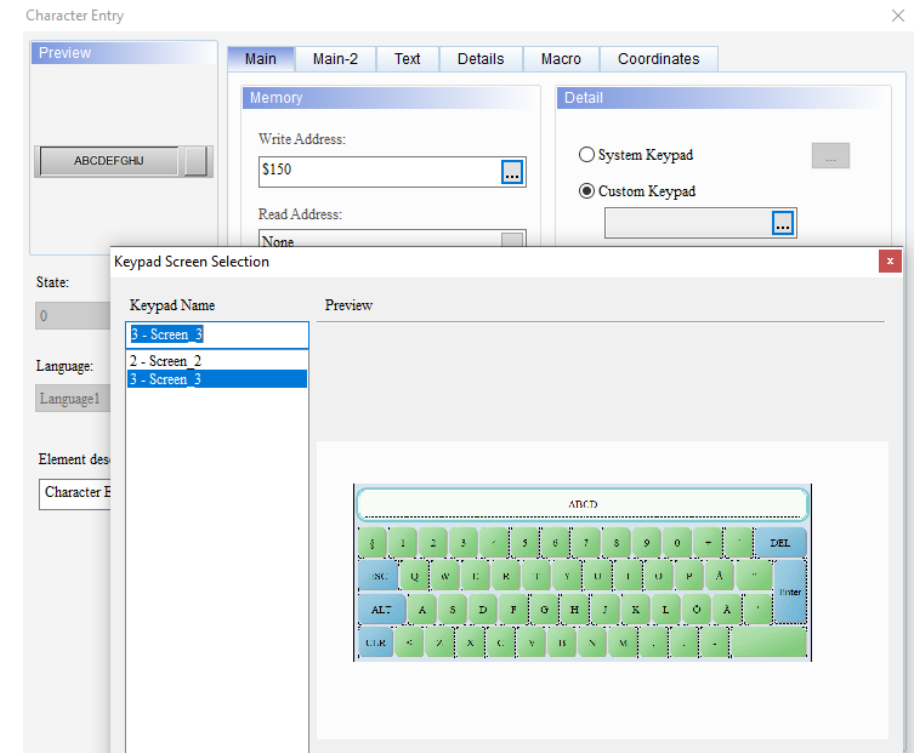 Character Entry
Preview
Main Main-2 Text Details Macro Coordinates
Memory
Detail
Write Address:
$150
...
System Keypad
...
Custom Keypad
...
Read Address:
None
ABCDEFGHIJ
Keypad Screen Selection
x
State:
0
Language:
Language1
Element des
Character E
Keypad Name
Preview
3 - Screen_3
2 - Screen_2
3 - Screen_3
ABCD
§ 1 2 3 5 6 7 8 9 0 + DEL
Q W E R T Y U I O P Å
Enter
ALT A S D F G H J K L Ö Ä '
CLR < Z X C V B N M . -